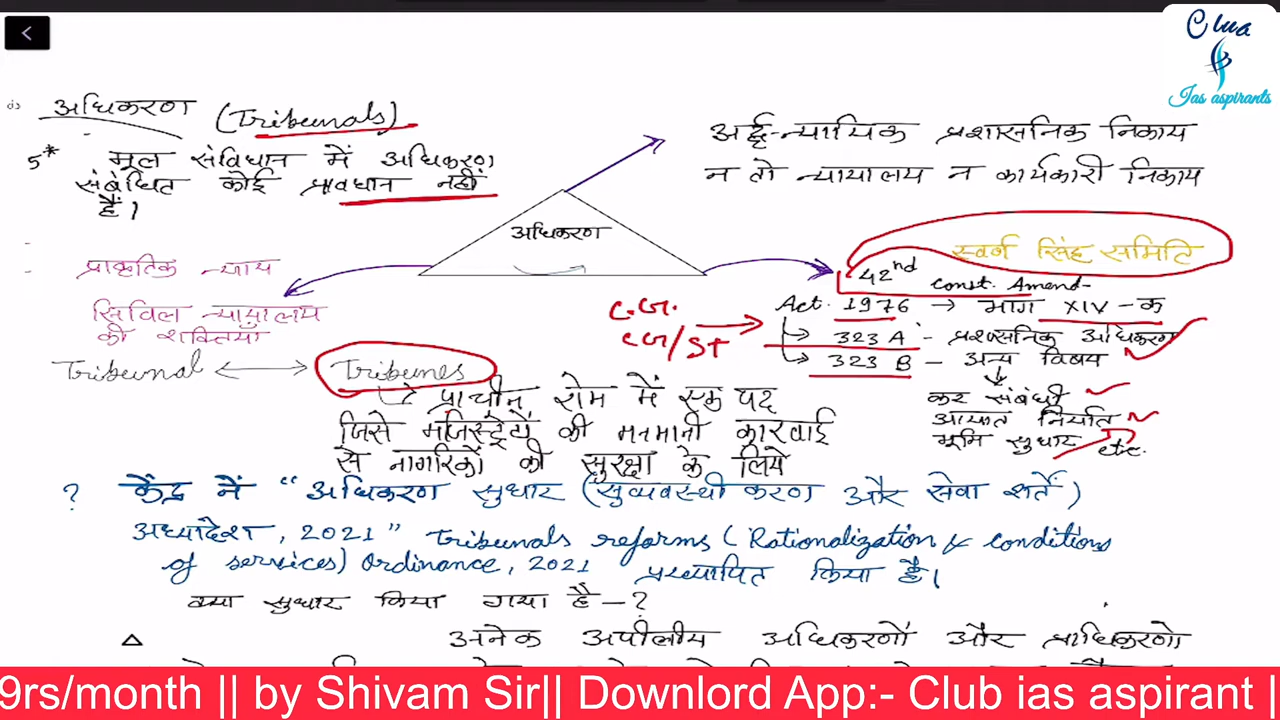 Club
Ias aspirants
अधिकरण (Tribunals)
5* मूल संविधान में अधिकरण
संबंधित कोई प्रावधान नहीं
हैं।
अर्द्ध-न्यायिक प्रशासनिक निकाय
न तो न्यायालय न कार्यकारी निकाय
अधिकरण
स्वर्ण सिंह समिति
42nd Const. Amend-
Act. 1976 → भाग XIV-क
323 A - प्रशासनिक अधिकरण
323 B - अन्य विषय
कर संबंधी
आयात निर्यात
भूमि सुधार etc.
C.G.
CG/ST
प्राकृतिक न्याय
सिविल न्यायालय
की शक्तियाँ
Tribunal ↔ Tribunes
प्राचीन रोम में एक पद
जिसे मजिस्ट्रेटों की मनमानी कारवाई
से नागरिकों की सुरक्षा के लिये
? केंद्र में "अधिकरण सुधार (सुव्यवस्थीकरण और सेवा शर्तें)
अध्यादेश, 2021" Tribunals reforms (Rationalization & conditions
of services) Ordinance, 2021 प्रख्यापित किया है।
क्या सुधार किया गया है -?
△ अनेक अपीलीय अधिकरणों और प्राधिकरणो
9rs/month || by Shivam Sir|| Downlord App:- Club ias aspirant |